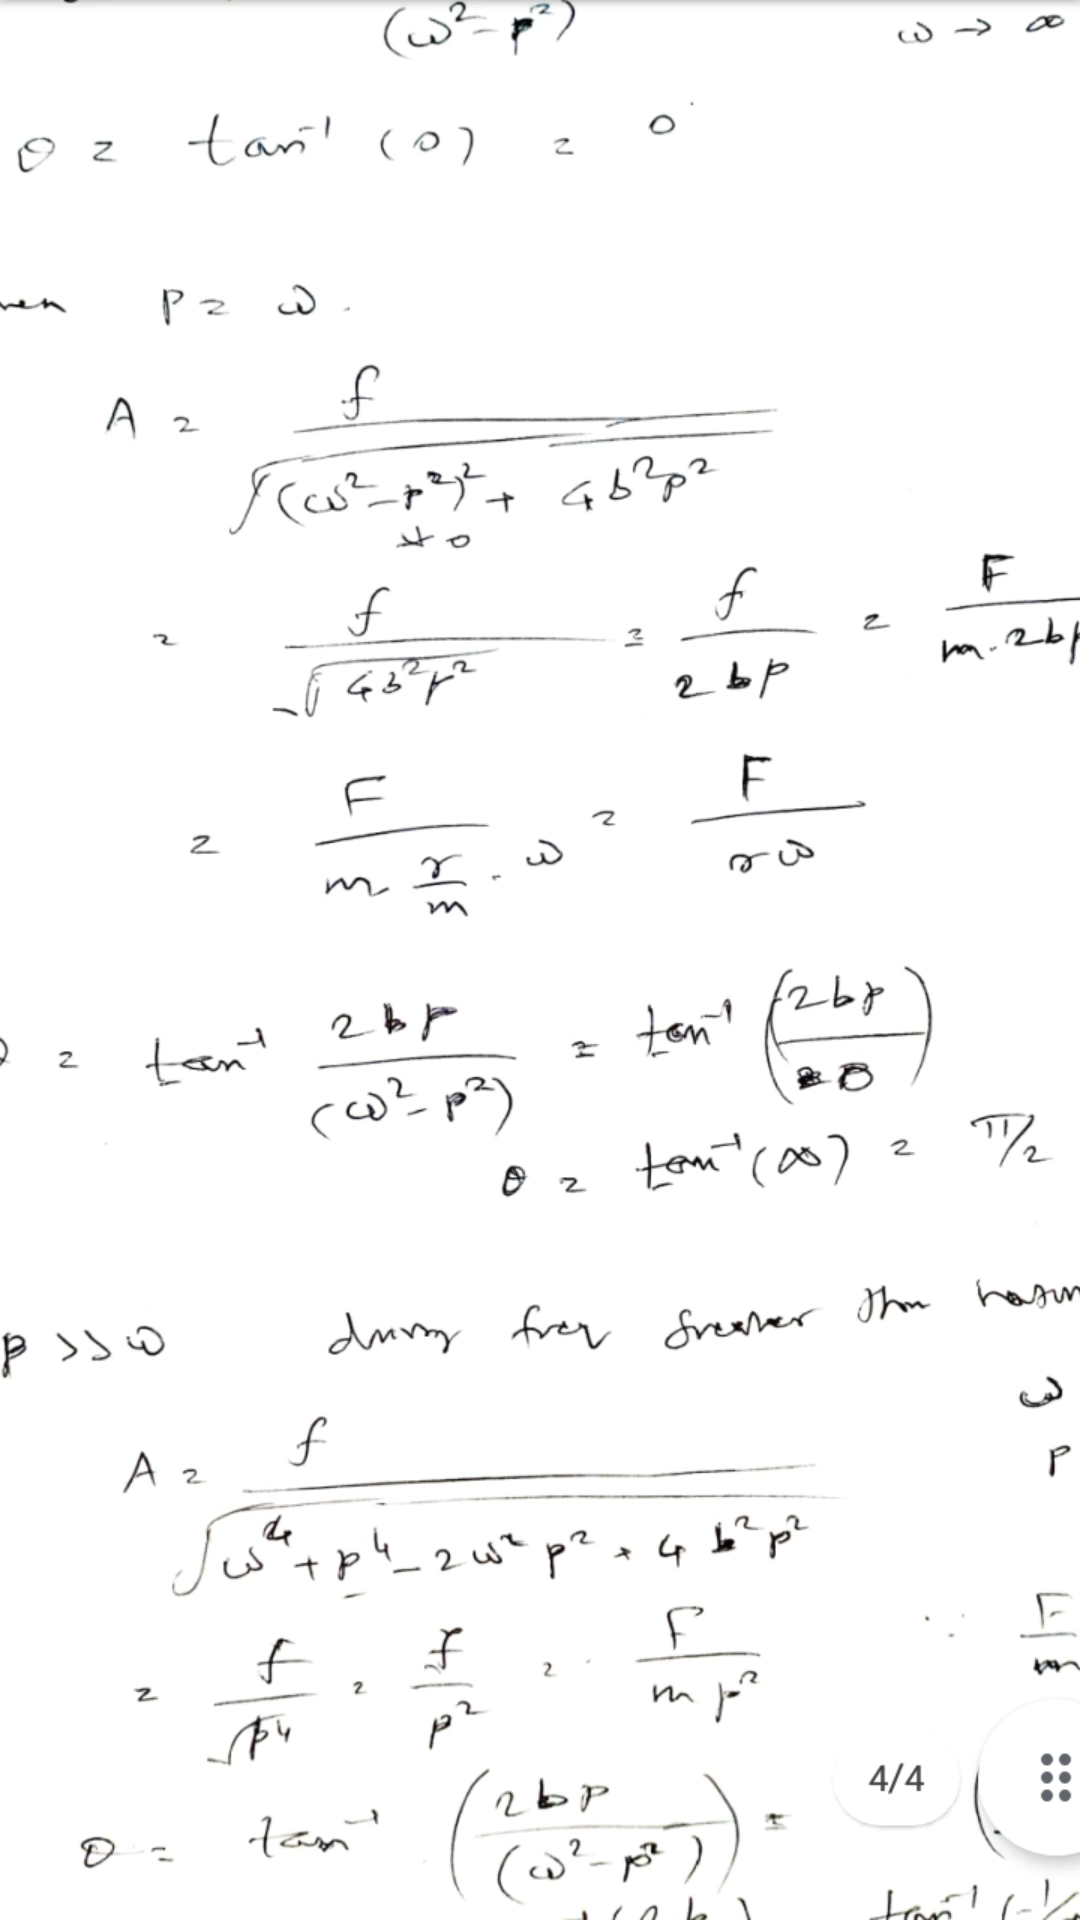 (ω² - p²) ω → ∞
θ = tan⁻¹ (0) = 0
p = ω.
A = f / √((ω² - p²)² + 4b²p²)
= f / √(4b²p²) = f / 2bp = F / m.2bp
= F / (m r/m . ω) = F / rω
= tan⁻¹ 2bp / (ω² - p²) = tan⁻¹ (2bp / 0)
θ = tan⁻¹ (∞) = π/2
p >> ω driving freq greater than
ω
p
A = f / √(ω⁴ + p⁴ - 2ω²p² + 4b²p²)
= f / √p⁴ = f / p² = F / mp² ∵ F / m
4/4
θ = tan⁻¹ (2bp / (ω² - p²)) =